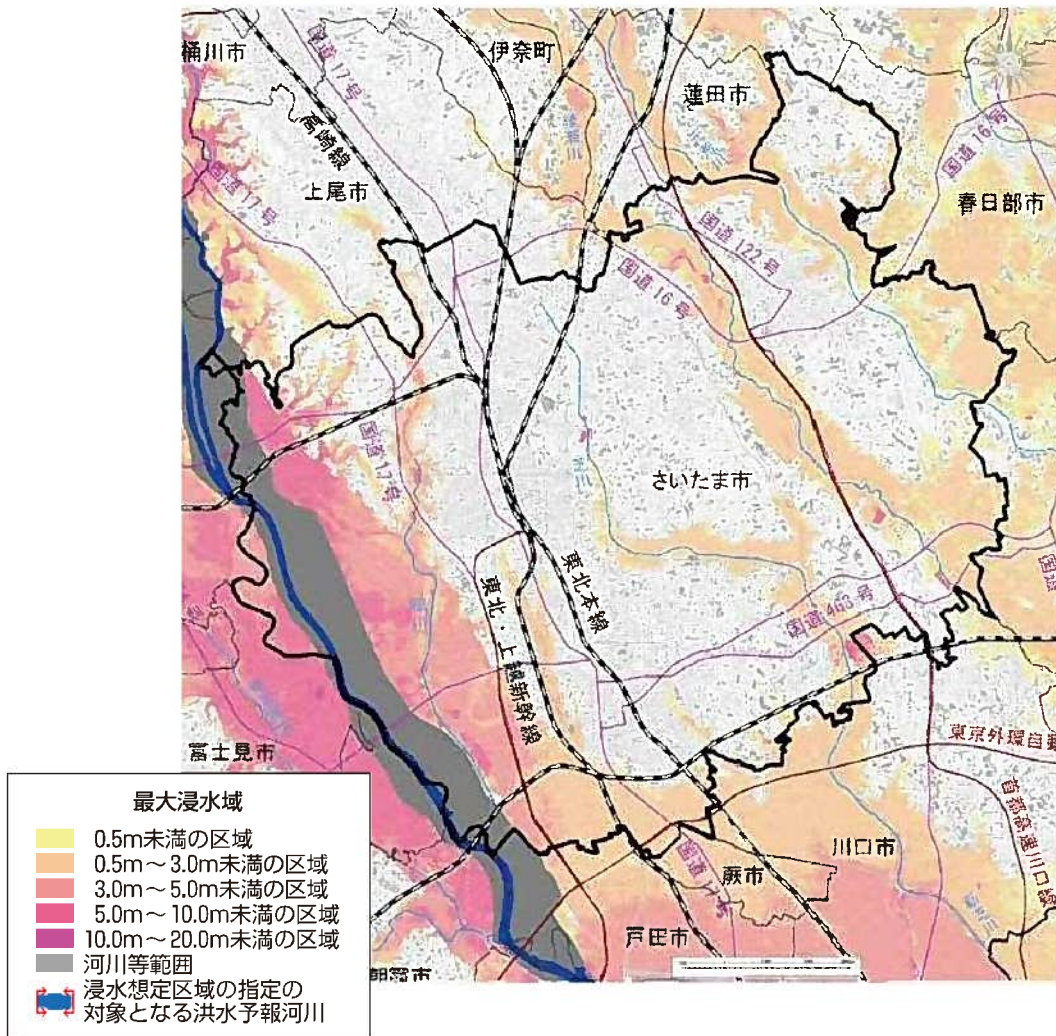 桶川市
伊奈町
蓮田市
国道17号
高崎線
上尾市
国道17号
国道16号
春日部市
国道122号
国道16号
国道17号
さいたま市
東北・上越新幹線
東北本線
国道463号
富士見市
東京外環自動
首都高速川口線
川口市
蕨市
国道17号
戸田市
最大浸水域
0.5m未満の区域
0.5m～3.0m未満の区域
3.0m～5.0m未満の区域
5.0m～10.0m未満の区域
10.0m～20.0m未満の区域
河川等範囲
浸水想定区域の指定の
対象となる洪水予報河川